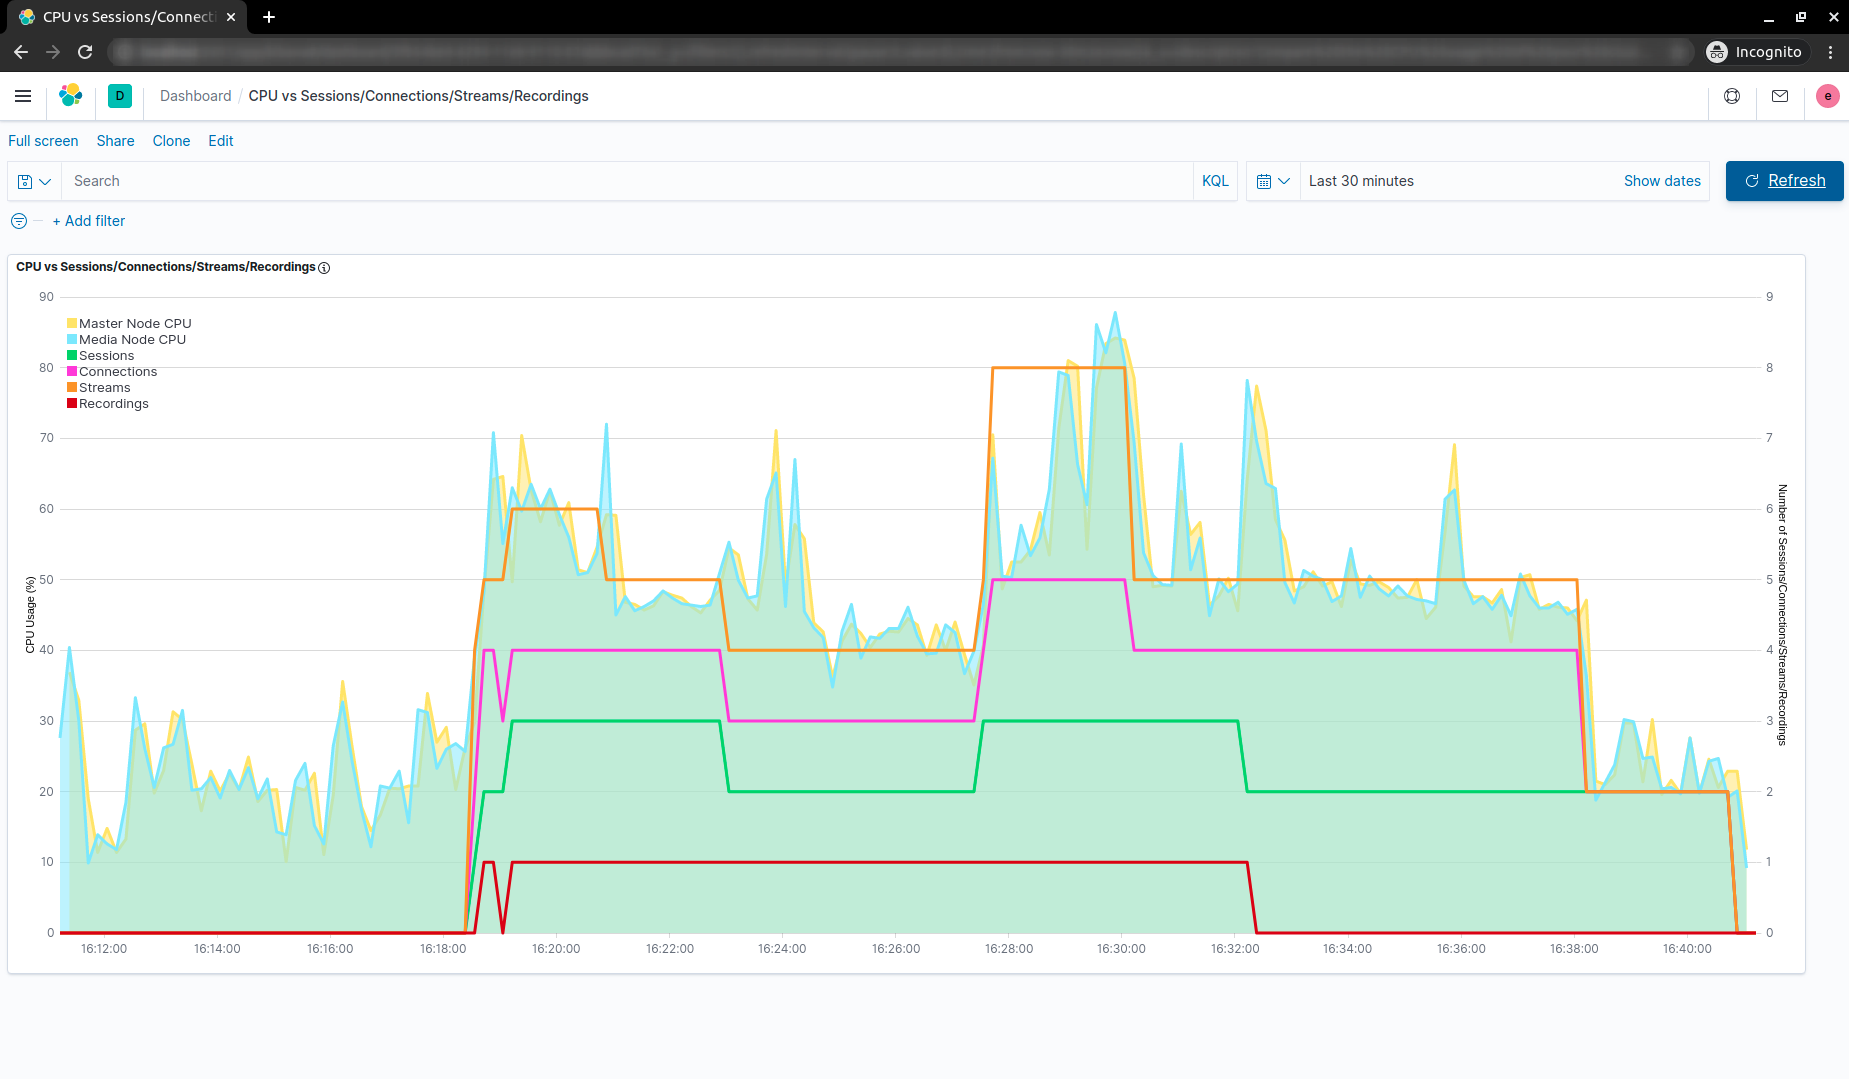 CPU vs Sessions/Connecti
Incognito
D
Dashboard / CPU vs Sessions/Connections/Streams/Recordings
e
Full screen Share Clone Edit
Search KQL Last 30 minutes Show dates Refresh
+ Add filter
CPU vs Sessions/Connections/Streams/Recordings
Master Node CPU
Media Node CPU
Sessions
Connections
Streams
Recordings
90
80
70
60
50
40
30
20
10
0
CPU Usage (%)
9
8
7
6
5
4
3
2
1
0
Number of Sessions/Connections/Streams/Recordings
16:12:00 16:14:00 16:16:00 16:18:00 16:20:00 16:22:00 16:24:00 16:26:00 16:28:00 16:30:00 16:32:00 16:34:00 16:36:00 16:38:00 16:40:00